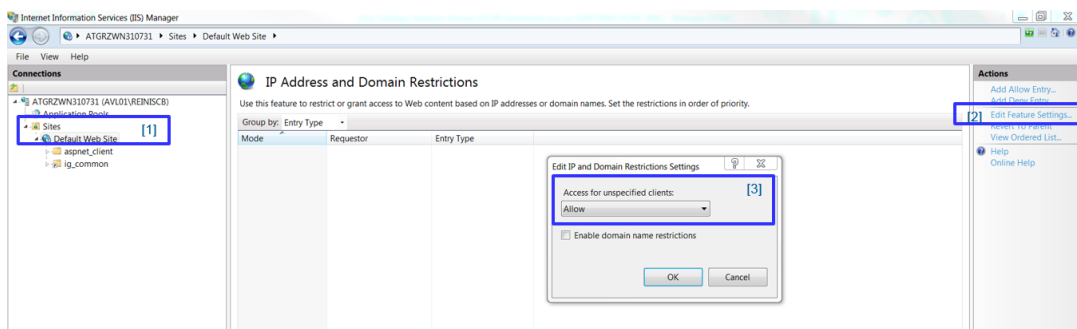 Internet Information Services (IIS) Manager
ATGRZWN310731 Sites Default Web Site
File View Help
Connections
ATGRZWN310731 (AVL01\REINISCB)
Application Pools
Sites
[1]
Default Web Site
aspnet_client
ig_common
IP Address and Domain Restrictions
Use this feature to restrict or grant access to Web content based on IP addresses or domain names. Set the restrictions in order of priority.
Group by: Entry Type
Mode Requestor Entry Type
Edit IP and Domain Restrictions Settings
Access for unspecified clients:
[3]
Allow
Enable domain name restrictions
OK Cancel
Actions
Add Allow Entry...
Add Deny Entry...
[2] Edit Feature Settings...
Revert To Parent
View Ordered List...
Help
Online Help